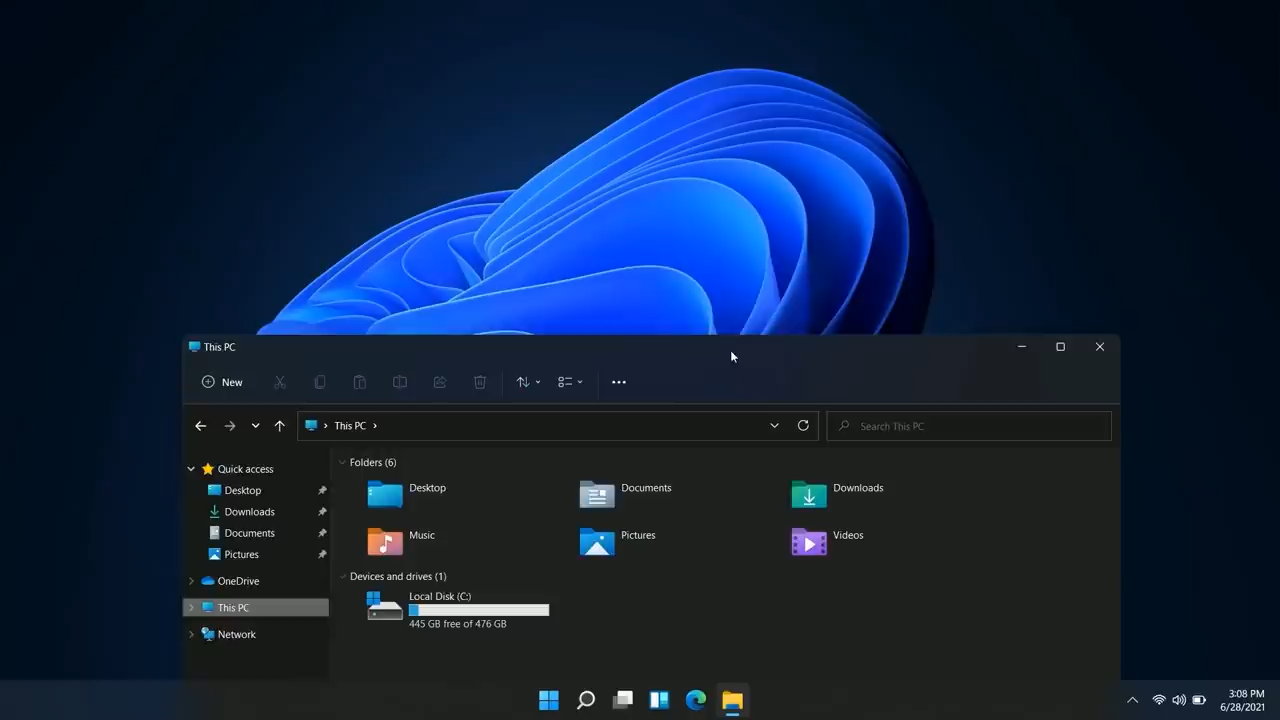 This PC
New
This PC
Search This PC
Quick access
Desktop
Downloads
Documents
Pictures
OneDrive
This PC
Network
Folders (6)
Desktop
Documents
Downloads
Music
Pictures
Videos
Devices and drives (1)
Local Disk (C:)
445 GB free of 476 GB
3:08 PM
6/28/2021